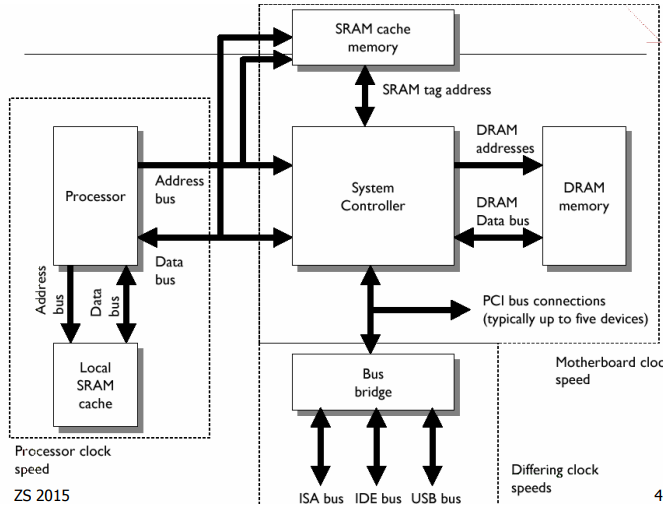 SRAM cache
memory
SRAM tag address
Processor
Address
bus
System
Controller
DRAM
addresses
DRAM
memory
DRAM
Data bus
Data
bus
Address
bus
Data
bus
PCI bus connections
(typically up to five devices)
Local
SRAM
cache
Bus
bridge
Motherboard cloc
speed
Processor clock
speed
Differing clock
speeds
ISA bus
IDE bus
USB bus
ZS 2015
4